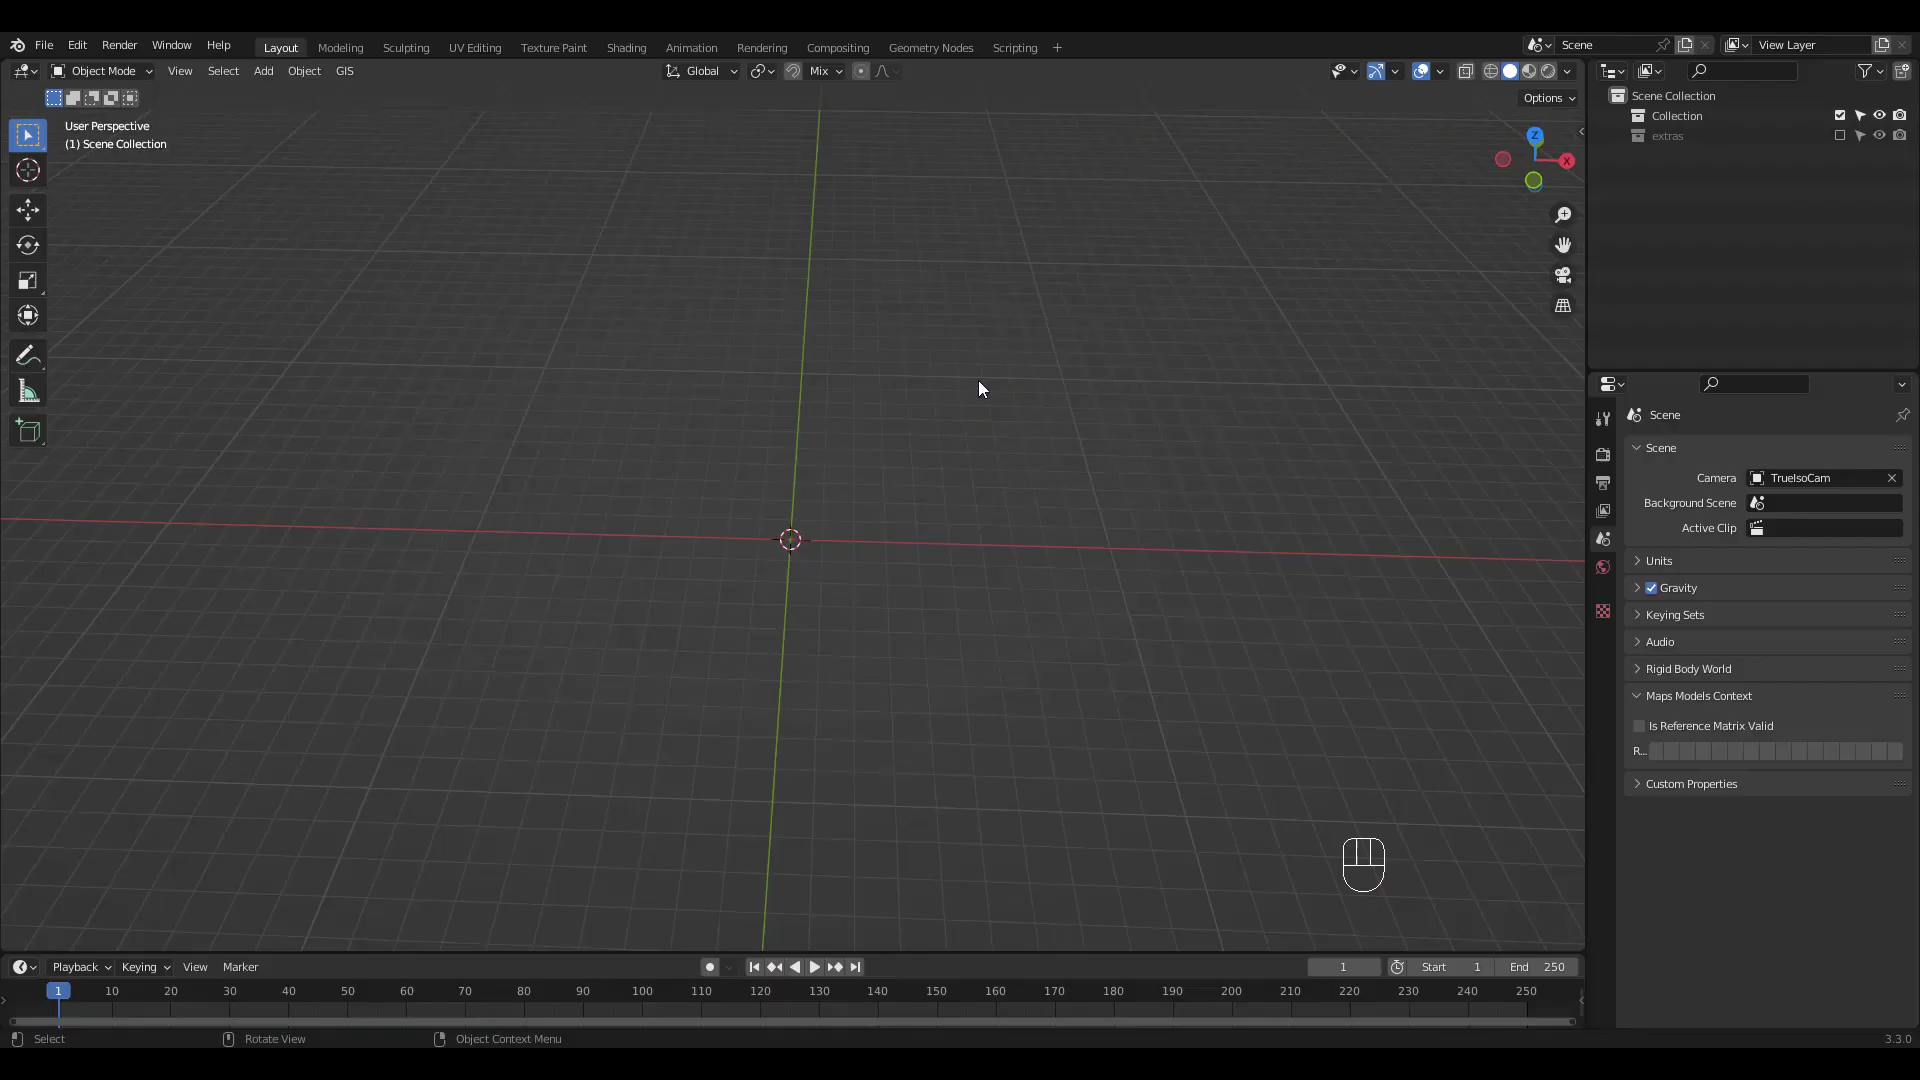 File Edit Render Window Help Layout Modeling Sculpting UV Editing Texture Paint Shading Animation Rendering Compositing Geometry Nodes Scripting + Scene View Layer
Object Mode View Select Add Object GIS Global Mix
Options
User Perspective
(1) Scene Collection
Z
X
Scene Collection
Collection
extras
Scene
Scene
Camera TrueIsoCam
Background Scene
Active Clip
Units
Gravity
Keying Sets
Audio
Rigid Body World
Maps Models Context
Is Reference Matrix Valid
R...
Custom Properties
Playback Keying View Marker 1 Start 1 End 250
1 10 20 30 40 50 60 70 80 90 100 110 120 130 140 150 160 170 180 190 200 210 220 230 240 250
Select Rotate View Object Context Menu 3.3.0